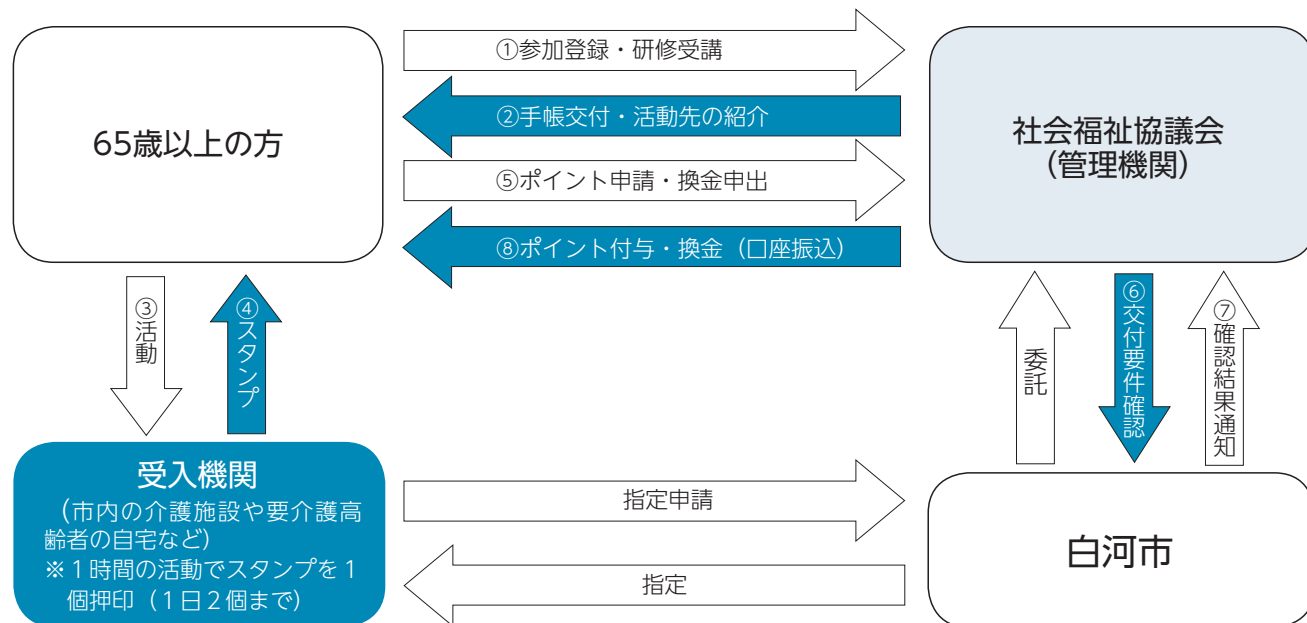 ①参加登録・研修受講
②手帳交付・活動先の紹介
65歳以上の方
社会福祉協議会
(管理機関)
⑤ポイント申請・換金申出
⑧ポイント付与・換金（口座振込）
③活動
④スタンプ
委託
⑥交付要件確認
⑦確認結果通知
受入機関
（市内の介護施設や要介護高
齢者の自宅など）
※１時間の活動でスタンプを１
個押印（１日２個まで）
指定申請
指定
白河市